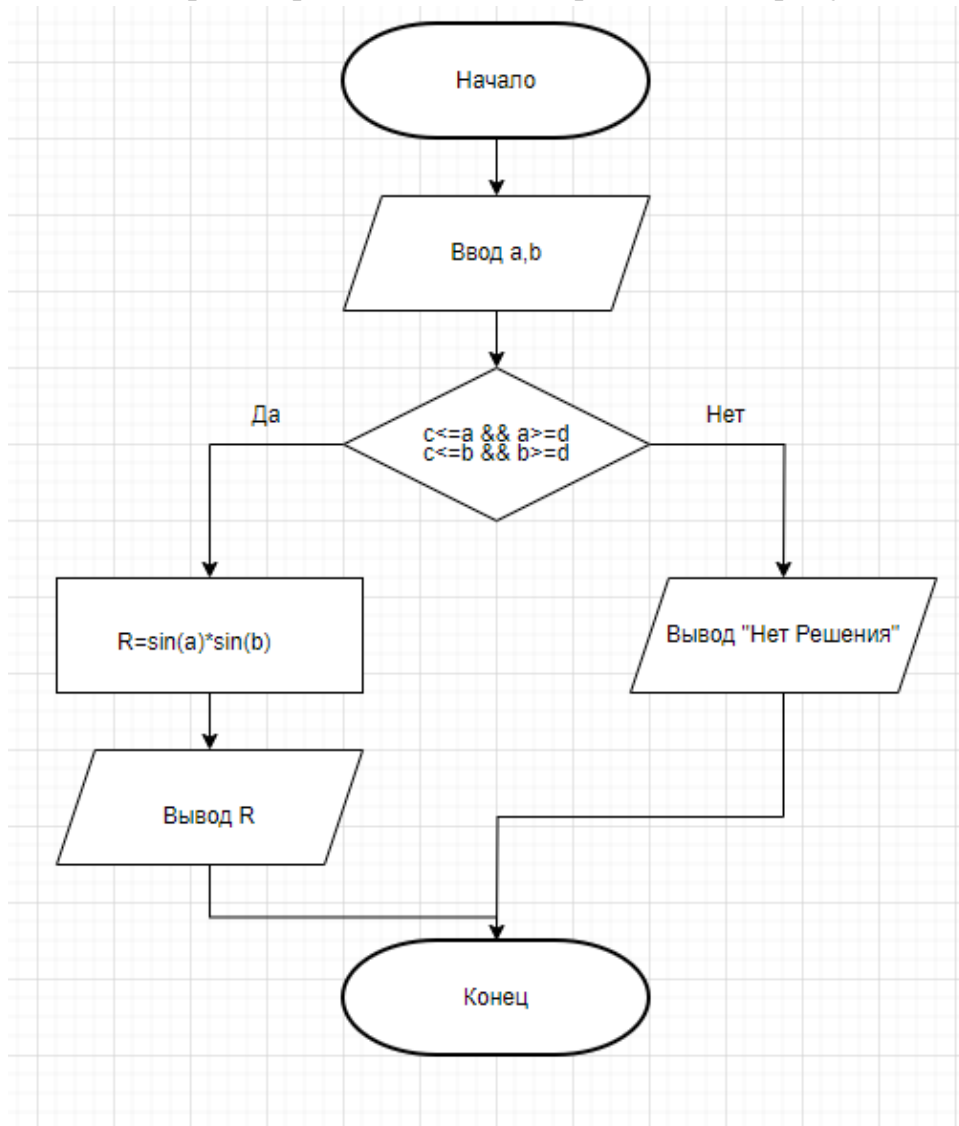 Начало
Ввод a,b
Да
Нет
c<=a && a>=d
c<=b && b>=d
R=sin(a)*sin(b)
Вывод "Нет Решения"
Вывод R
Конец